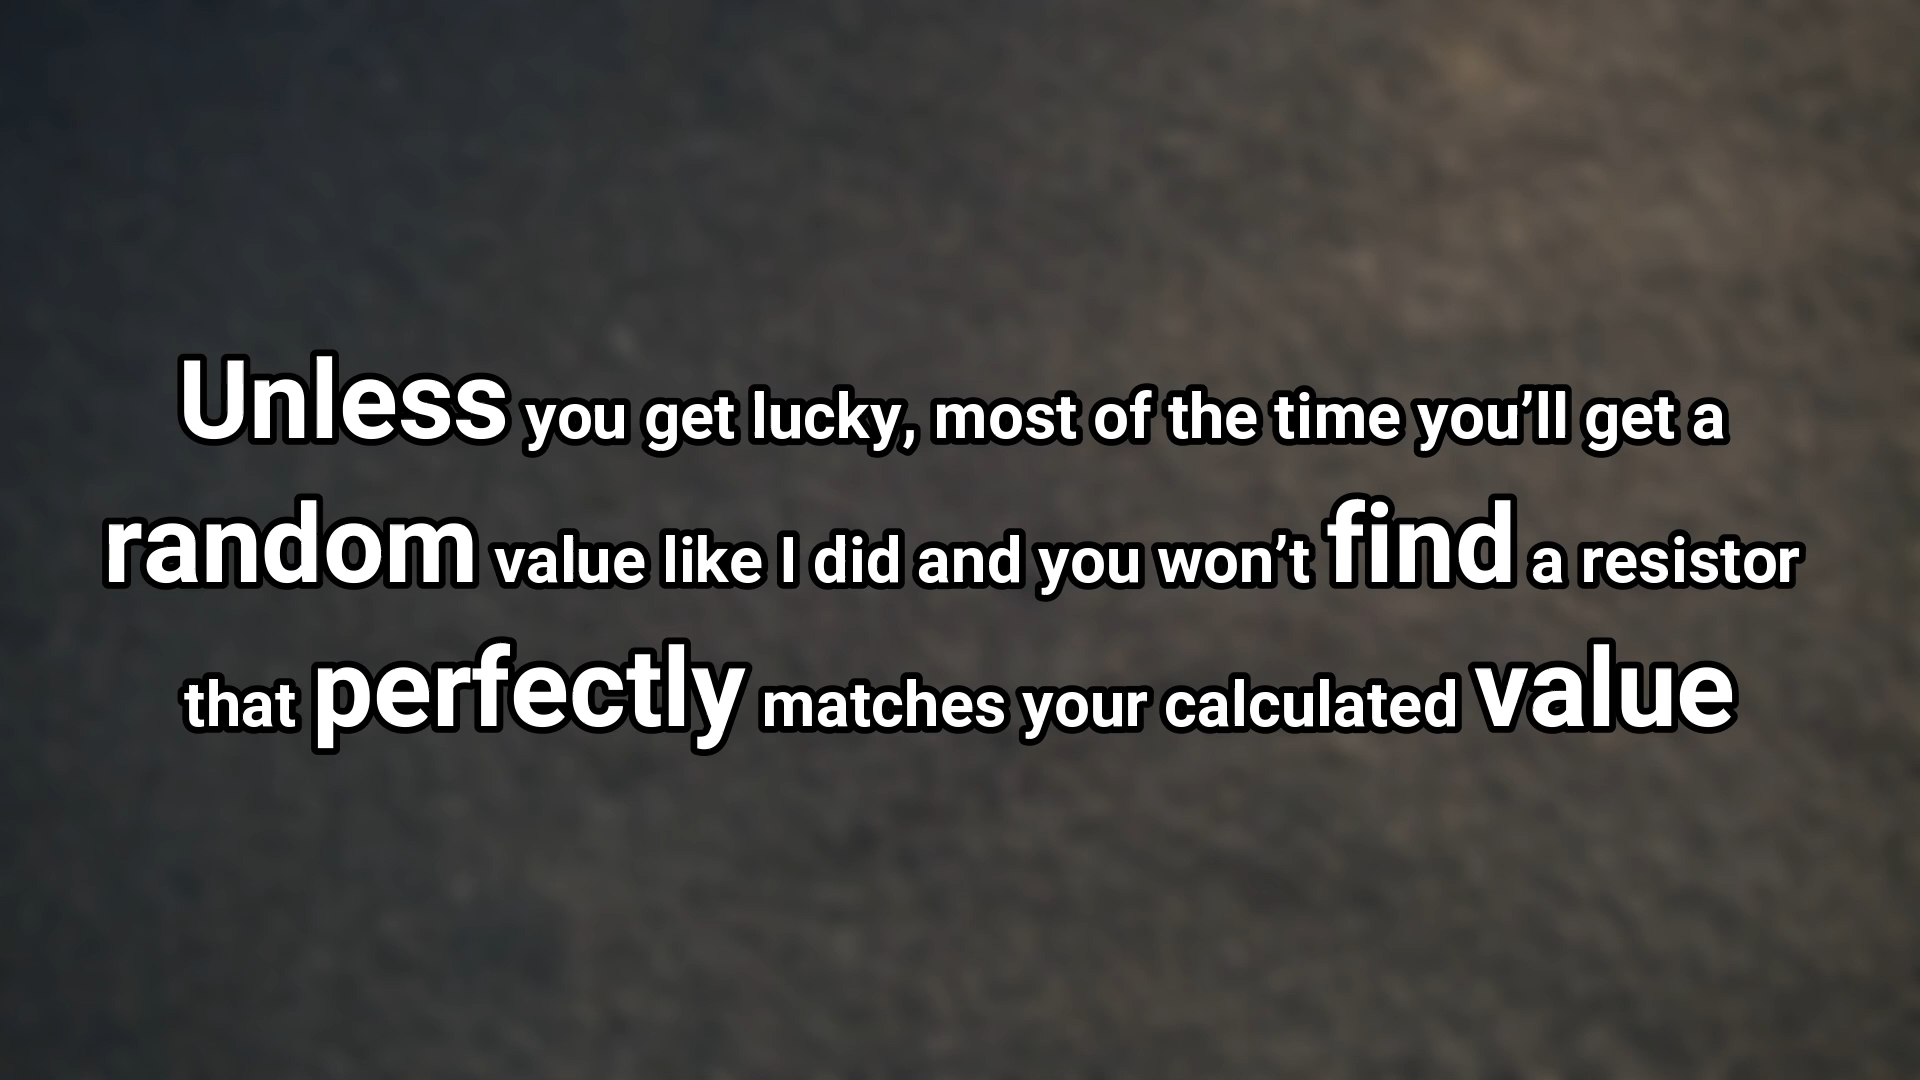 Unless you get lucky, most of the time you’ll get a
random value like I did and you won’t find a resistor
that perfectly matches your calculated value